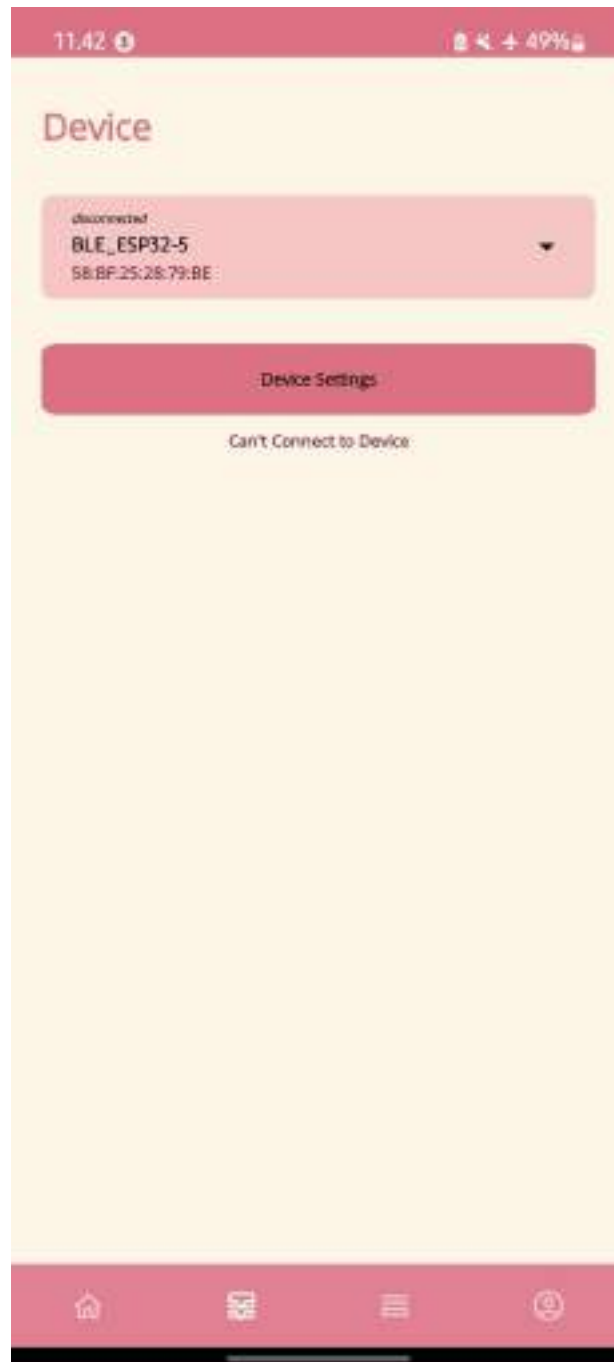 11.42
49%
Device
disconnected
BLE_ESP32-5
58:BF:25:28:79:BE
Device Settings
Can't Connect to Device